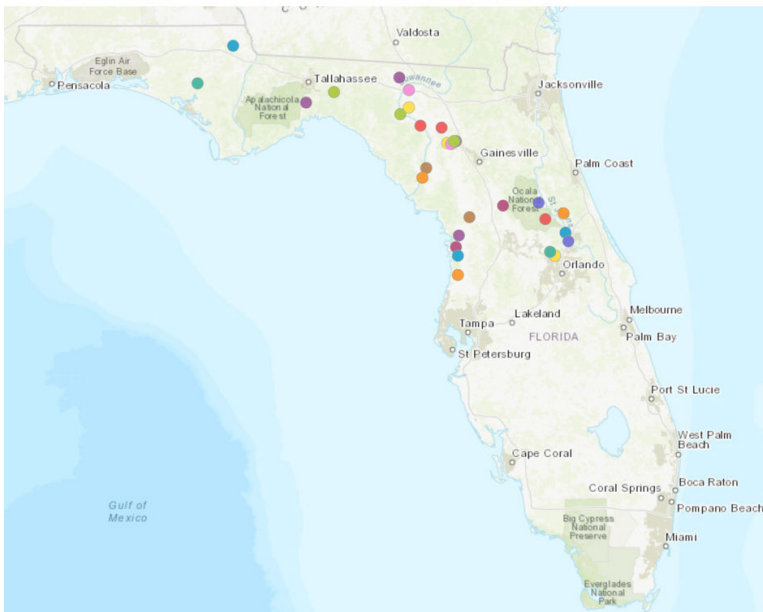 Valdosta
Eglin Air
Force Base
Pensacola
Tallahassee
Suwannee
Apalachicola
National
Forest
Jacksonville
Gainesville
Palm Coast
Ocala
National
Forest
Orlando
Melbourne
Palm Bay
Lakeland
Tampa
FLORIDA
St Petersburg
Port St Lucie
West Palm
Beach
Cape Coral
Boca Raton
Coral Springs
Pompano Beach
Gulf of
Mexico
Big Cypress
National
Preserve
Miami
Everglades
National
Park